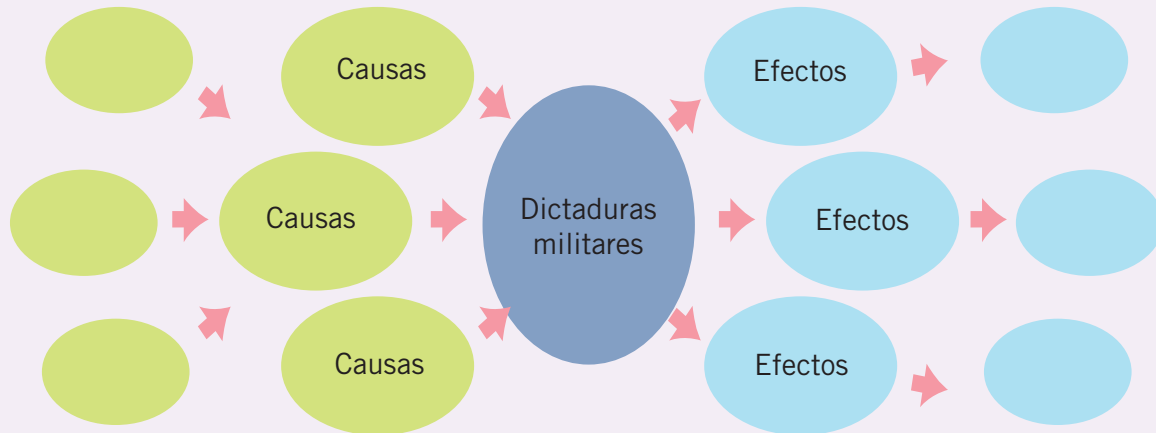 Causas
Efectos
Causas
Dictaduras
militares
Efectos
Causas
Efectos